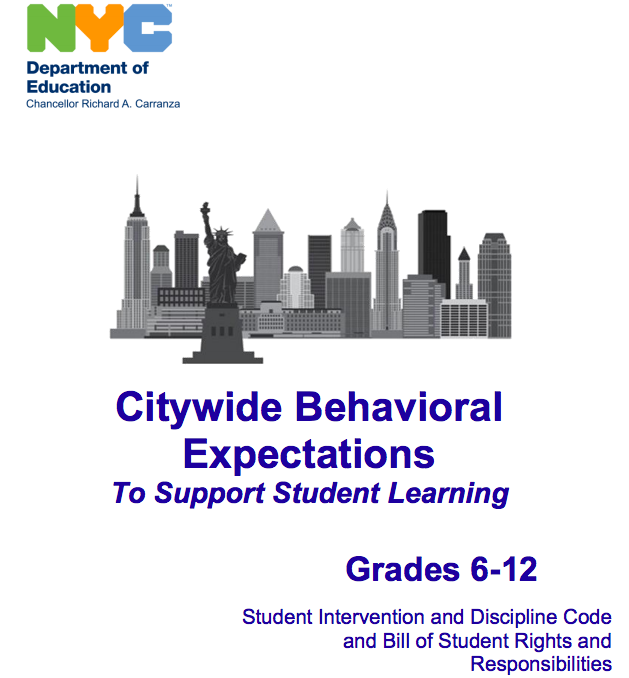 NYC™
Department of
Education
Chancellor Richard A. Carranza
Citywide Behavioral
Expectations
To Support Student Learning
Grades 6-12
Student Intervention and Discipline Code
and Bill of Student Rights and
Responsibilities